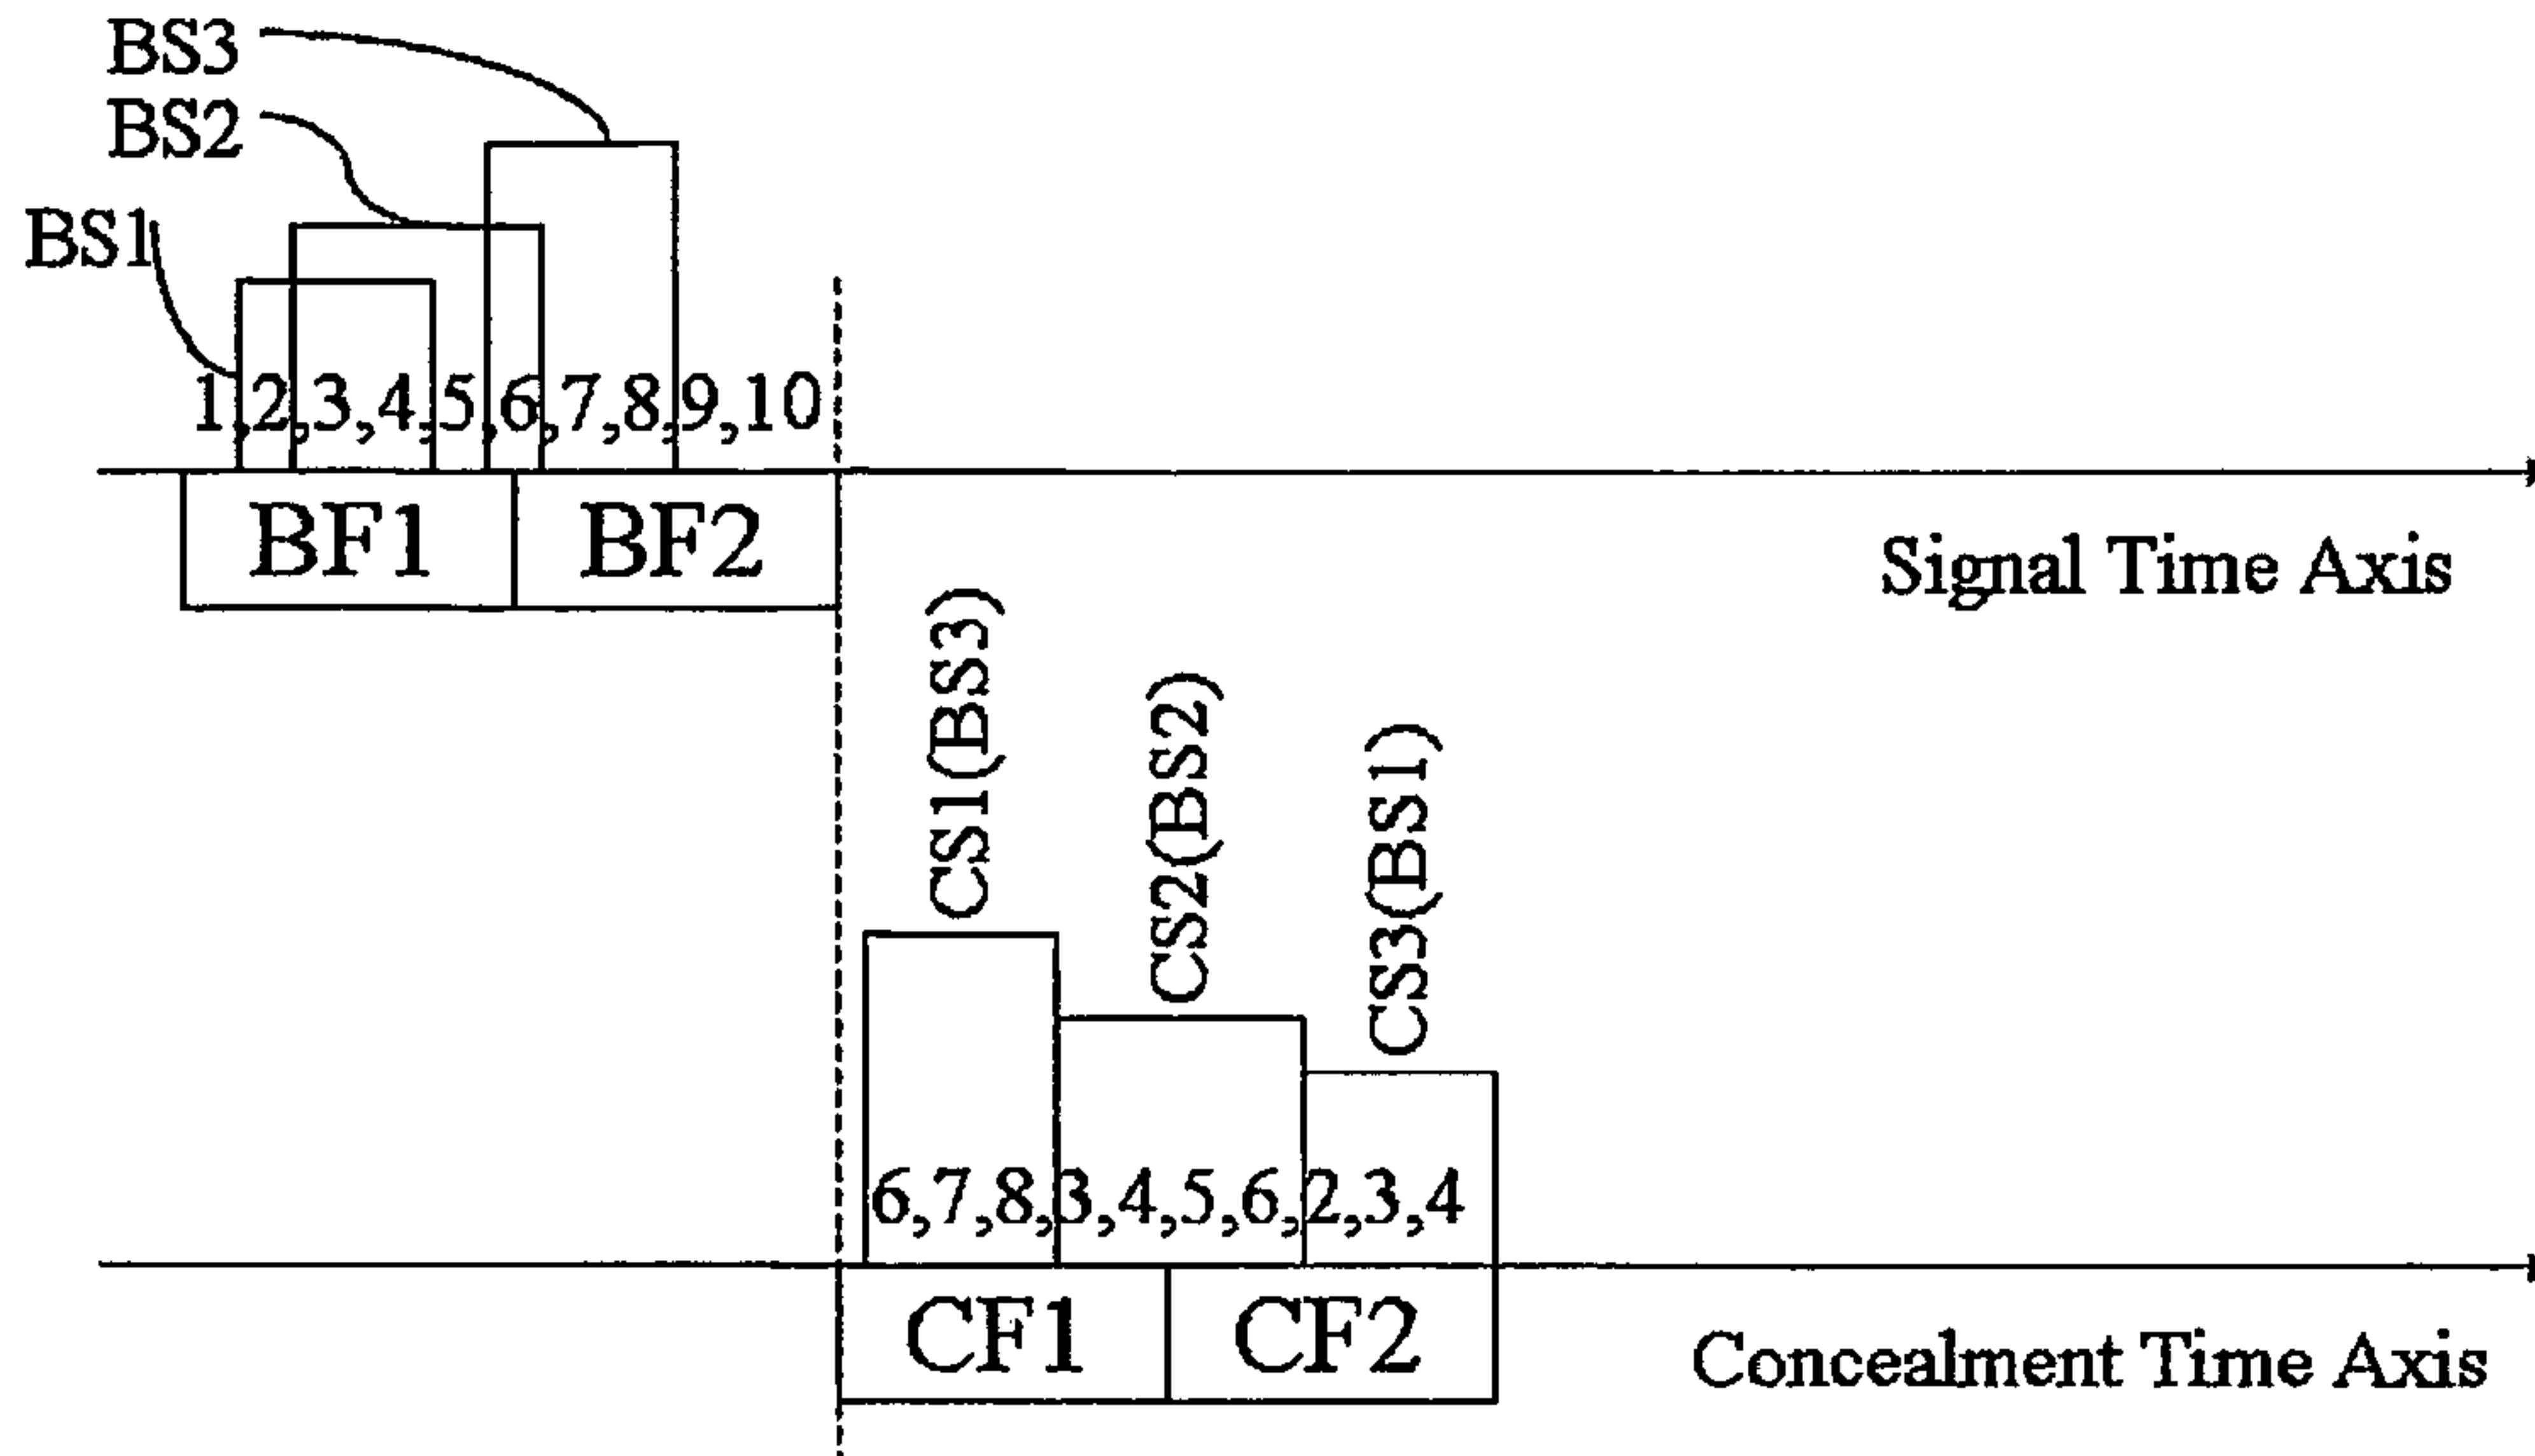 BS3
BS2
BS1
1,2,3,4,5,6,7,8,9,10
BF1 BF2
Signal Time Axis
CS1(BS3)
CS2(BS2)
CS3(BS1)
6,7,8,3,4,5,6,2,3,4
CF1 CF2
Concealment Time Axis